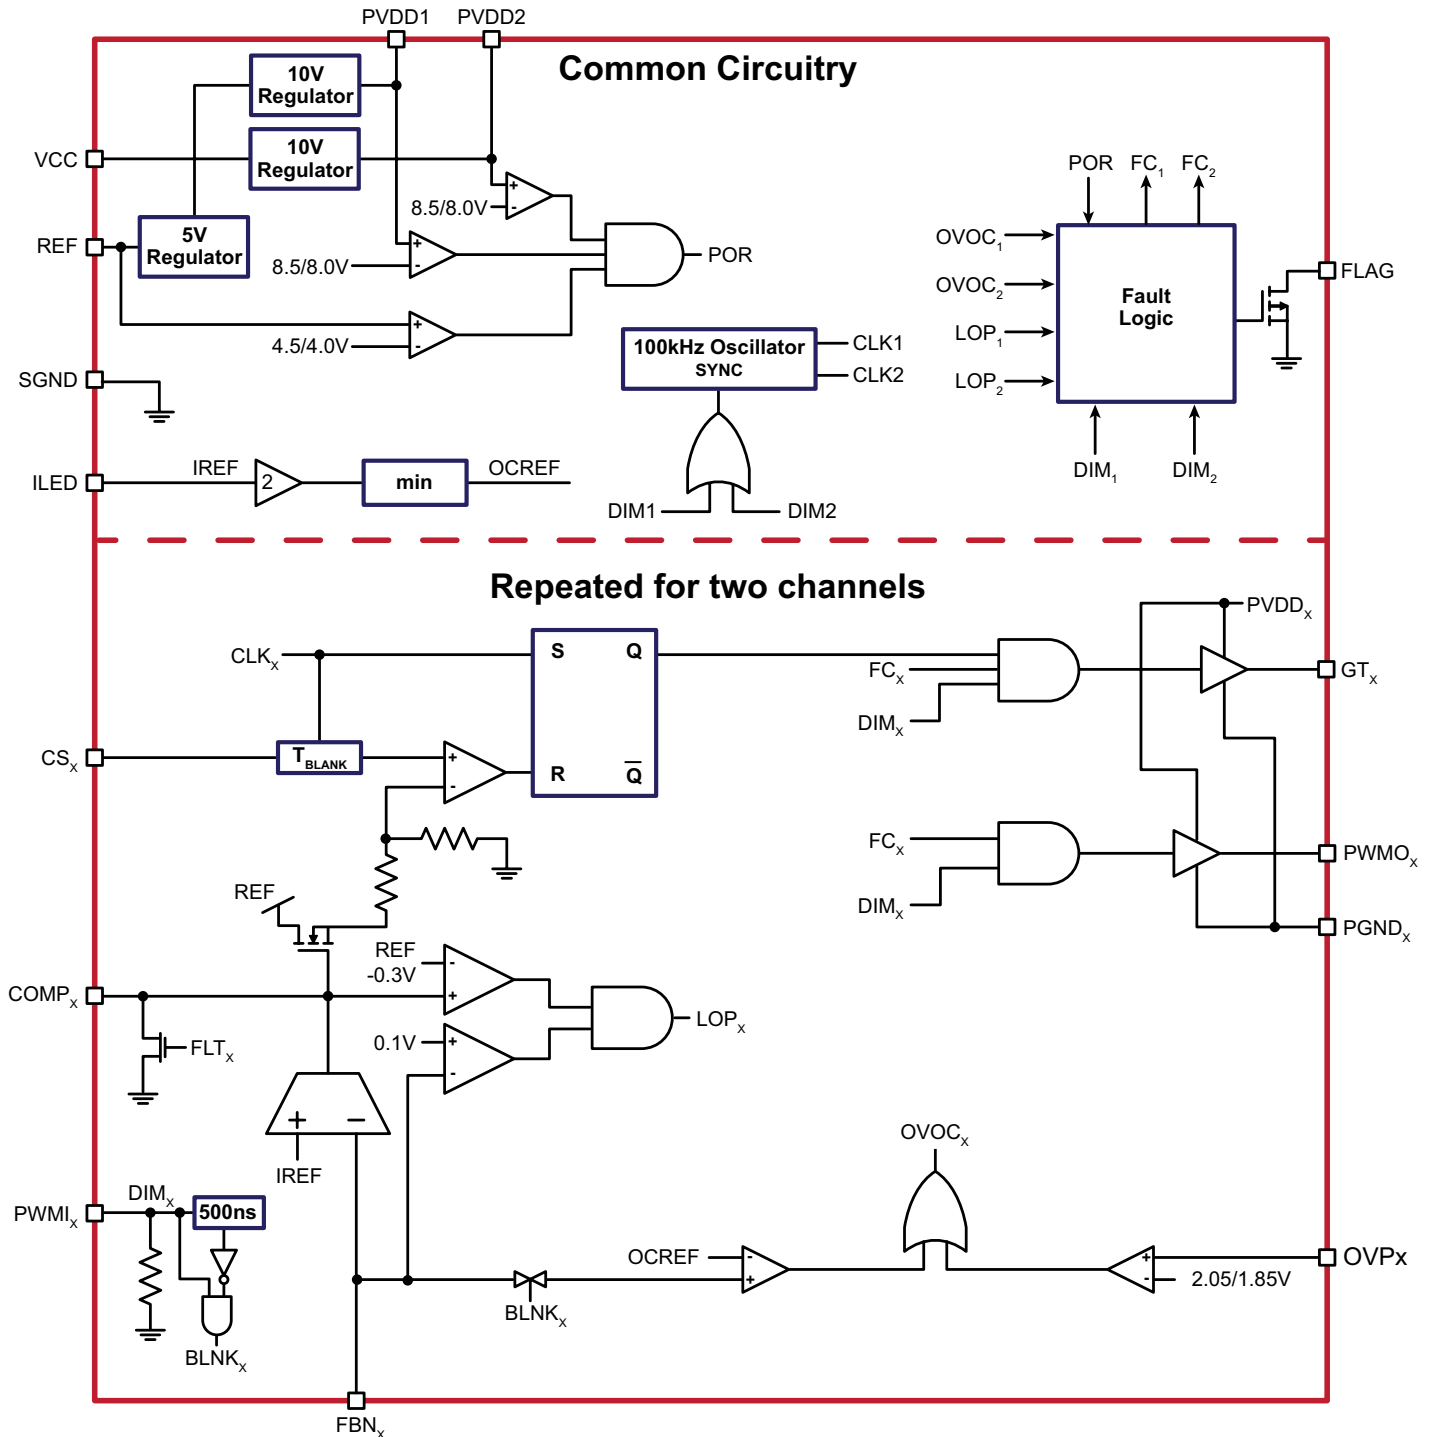 PVDD1 PVDD2
Common Circuitry
10V
Regulator
10V
Regulator
VCC
8.5/8.0V
+
-
REF
5V
Regulator
8.5/8.0V
+
-
POR
4.5/4.0V
+
-
100kHz Oscillator
SYNC
CLK1
CLK2
DIM1
DIM2
POR FC1 FC2
OVOC1
OVOC2
LOP1
LOP2
Fault
Logic
DIM1 DIM2
FLAG
SGND
ILED
IREF
2
min
OCREF
Repeated for two channels
CLKX
S Q
R Q̅
CSX
TBLANK
+
-
FCX
DIMX
PVDDX
GTX
FCX
DIMX
PWMOX
PGNDX
REF
REF
-0.3V
-
+
COMPX
FLTX
0.1V
+
-
LOPX
+ −
IREF
PWMIX
DIMX
500ns
BLNKX
OVOCX
OCREF
-
+
BLNKX
+
-
2.05/1.85V
OVPx
FBNX